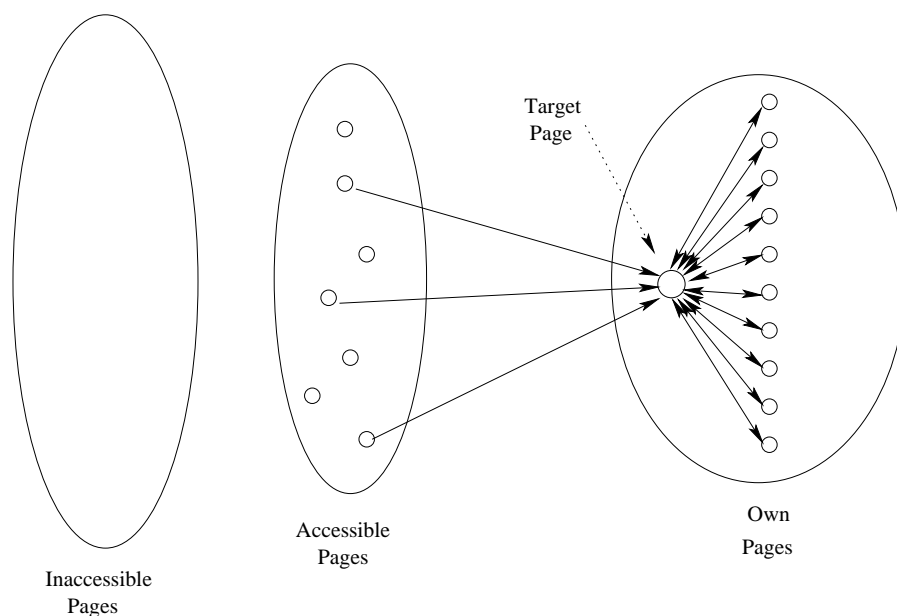 Target
Page
Own
Pages
Accessible
Pages
Inaccessible
Pages